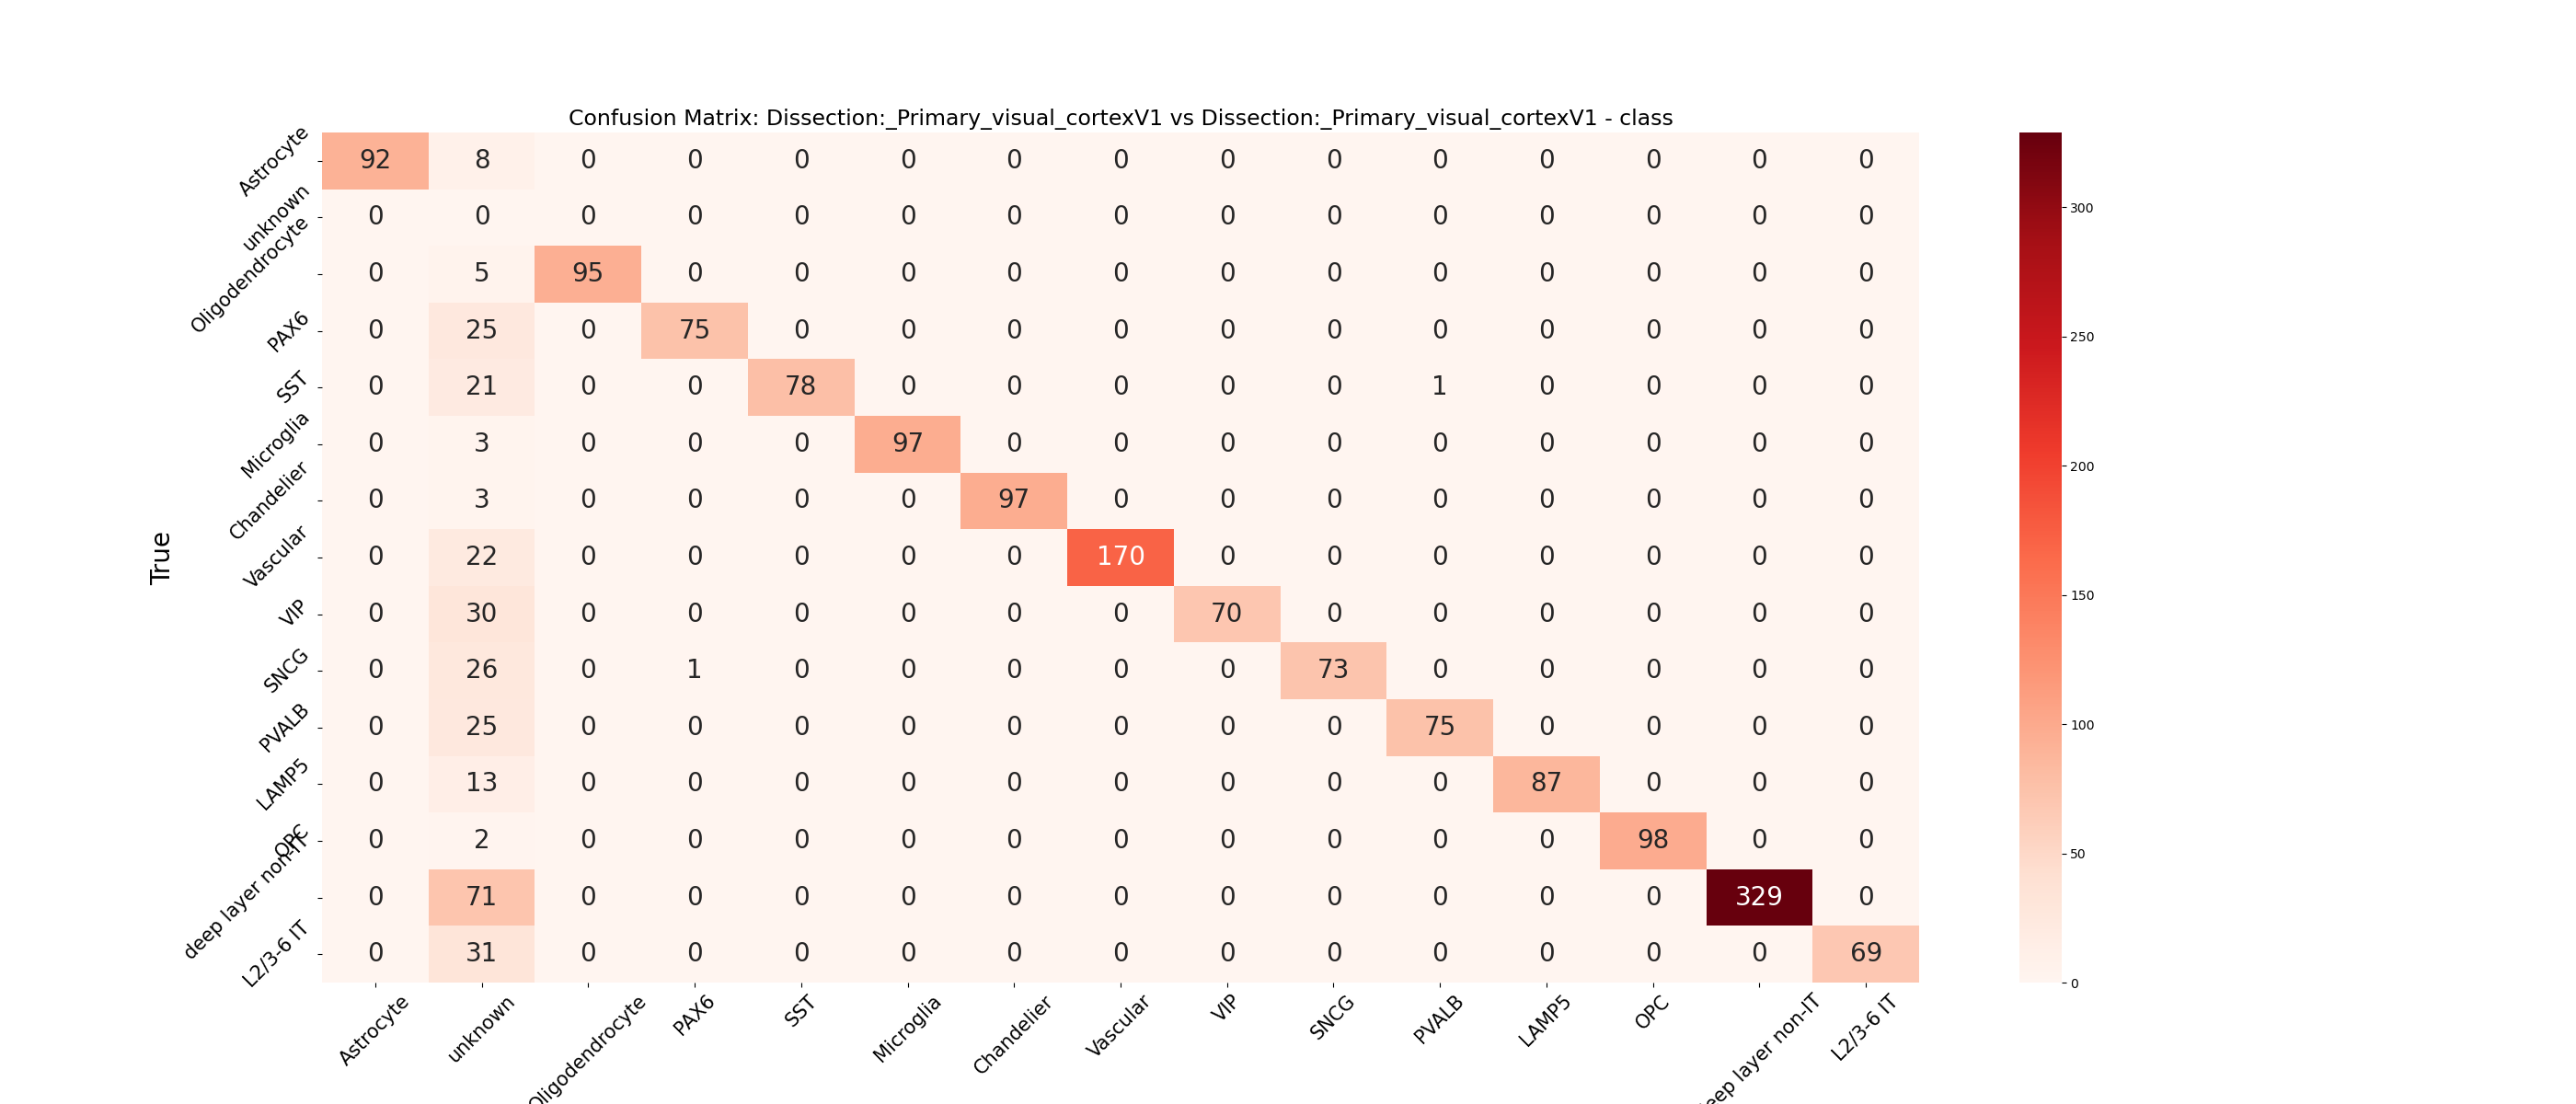 Confusion Matrix: Dissection:_Primary_visual_cortexV1 vs Dissection:_Primary_visual_cortexV1 - class
True
Astrocyte 92 8 0 0 0 0 0 0 0 0 0 0 0 0 0
unknown 0 0 0 0 0 0 0 0 0 0 0 0 0 0 0
Oligodendrocyte 0 5 95 0 0 0 0 0 0 0 0 0 0 0 0
PAX6 0 25 0 75 0 0 0 0 0 0 0 0 0 0 0
SST 0 21 0 0 78 0 0 0 0 0 1 0 0 0 0
Microglia 0 3 0 0 0 97 0 0 0 0 0 0 0 0 0
Chandelier 0 3 0 0 0 0 97 0 0 0 0 0 0 0 0
Vascular 0 22 0 0 0 0 0 170 0 0 0 0 0 0 0
VIP 0 30 0 0 0 0 0 0 70 0 0 0 0 0 0
SNCG 0 26 0 1 0 0 0 0 0 73 0 0 0 0 0
PVALB 0 25 0 0 0 0 0 0 0 0 75 0 0 0 0
LAMP5 0 13 0 0 0 0 0 0 0 0 0 87 0 0 0
OPC 0 2 0 0 0 0 0 0 0 0 0 0 98 0 0
deep layer non-IT 0 71 0 0 0 0 0 0 0 0 0 0 0 329 0
L2/3-6 IT 0 31 0 0 0 0 0 0 0 0 0 0 0 0 69
Astrocyte unknown Oligodendrocyte PAX6 SST Microglia Chandelier Vascular VIP SNCG PVALB LAMP5 OPC eep layer non-IT L2/3-6 IT
300
250
200
150
100
50
0